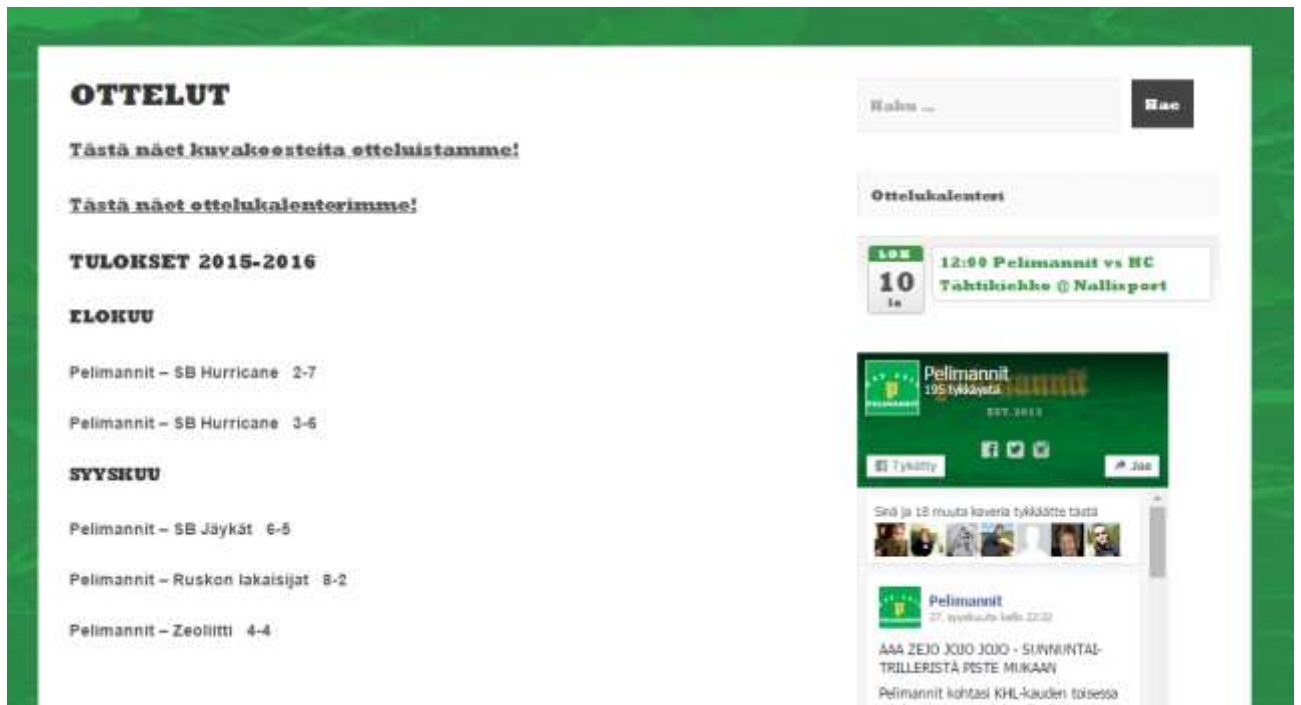 OTTELUT
Tästä näet kuvakoosteita otteluistamme!
Tästä näet ottelukalenterimme!
TULOKSET 2015-2016
ELOKUU
Pelimannit – SB Hurricane 2-7
Pelimannit – SB Hurricane 3-6
SYYSKUU
Pelimannit – SB Jäykät 6-5
Pelimannit – Ruskon lakaisijat 8-2
Pelimannit – Zeoliitti 4-4
Haku ...
Hae
Ottelukalenteri
LOK
10
la
12:00 Pelimannit vs HC
Tähtikiekko @ Nallisport
Pelimannit
195 tykkäystä
EST. 2013
Tykätty
Jaa
Sinä ja 18 muuta kaveria tykkäätte tästä
Pelimannit
27. syyskuuta kello 22:02
AAA ZEJO JOJO JOJO - SUNNUNTAI-
TRILLERISTÄ PISTE MUKAAN
Pelimannit kohtasi KHL-kauden toisessa